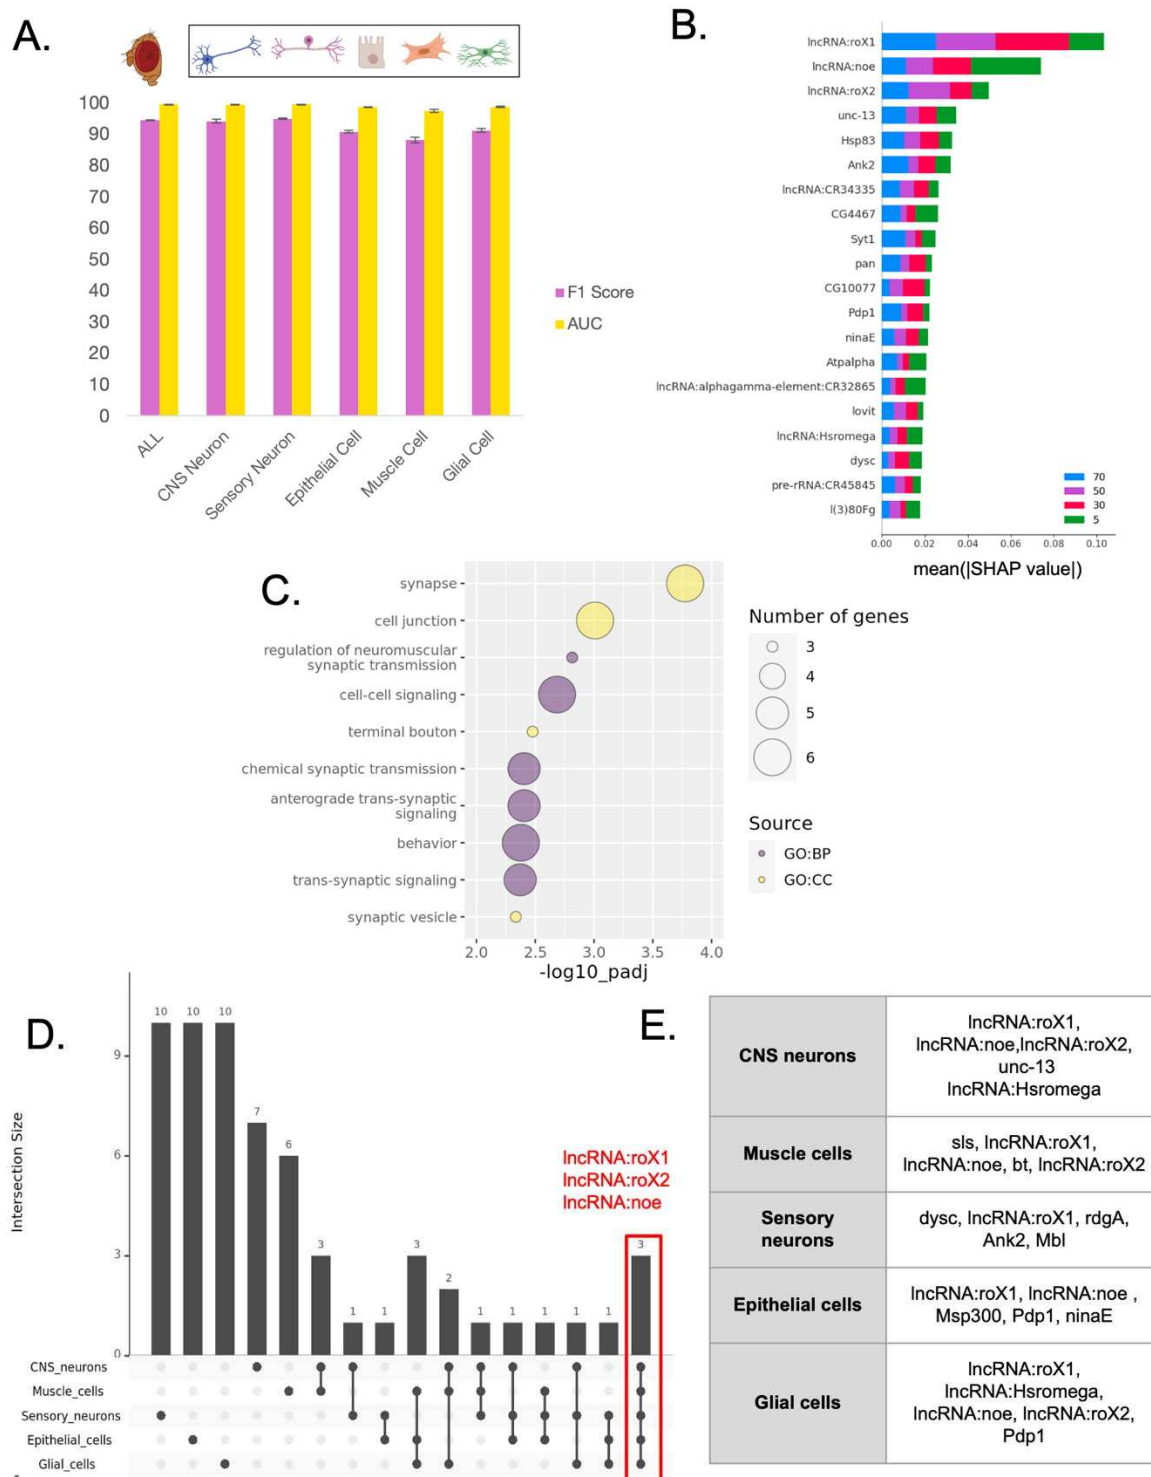 A.
100
90
80
70
60
50
40
30
20
10
0
F1 Score
AUC
ALL
CNS Neuron
Sensory Neuron
Epithelial Cell
Muscle Cell
Glial Cell
B.
lncRNA:roX1
lncRNA:noe
lncRNA:roX2
unc-13
Hsp83
Ank2
lncRNA:CR34335
CG4467
Syt1
pan
CG10077
Pdp1
ninaE
Atpalpha
lncRNA:alphagamma-element:CR32865
lovit
lncRNA:Hsromega
dysc
pre-rRNA:CR45845
l(3)80Fg
70
50
30
5
0.00 0.02 0.04 0.06 0.08 0.10
mean(|SHAP value|)
C.
synapse
cell junction
regulation of neuromuscular
synaptic transmission
cell-cell signaling
terminal bouton
chemical synaptic transmission
anterograde trans-synaptic
signaling
behavior
trans-synaptic signaling
synaptic vesicle
2.0 2.5 3.0 3.5 4.0
-log10_padj
Number of genes
3
4
5
6
Source
GO:BP
GO:CC
D.
Intersection Size
9
6
3
0
10 10 10 7 6 3 1 1 3 2 1 1 1 1 1 3
lncRNA:roX1
lncRNA:roX2
lncRNA:noe
CNS_neurons
Muscle_cells
Sensory_neurons
Epithelial_cells
Glial_cells
E.
CNS neurons
lncRNA:roX1,
lncRNA:noe,lncRNA:roX2,
unc-13
lncRNA:Hsromega
Muscle cells
sls, lncRNA:roX1,
lncRNA:noe, bt, lncRNA:roX2
Sensory
neurons
dysc, lncRNA:roX1, rdgA,
Ank2, Mbl
Epithelial cells
lncRNA:roX1, lncRNA:noe ,
Msp300, Pdp1, ninaE
Glial cells
lncRNA:roX1,
lncRNA:Hsromega,
lncRNA:noe, lncRNA:roX2,
Pdp1